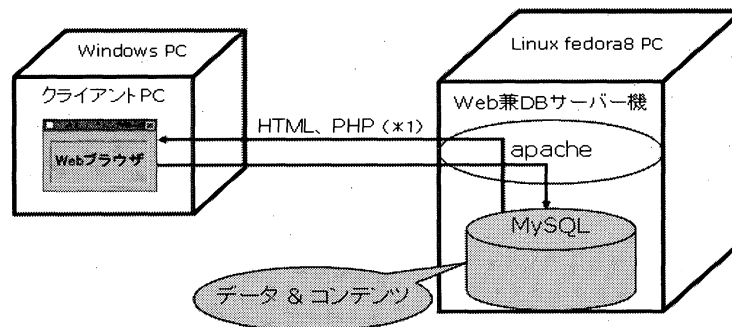 Windows PC
クライアントPC
Webブラウザ
HTML、PHP (*1)
Linux fedora8 PC
Web兼DBサーバー機
apache
MySQL
データ & コンテンツ